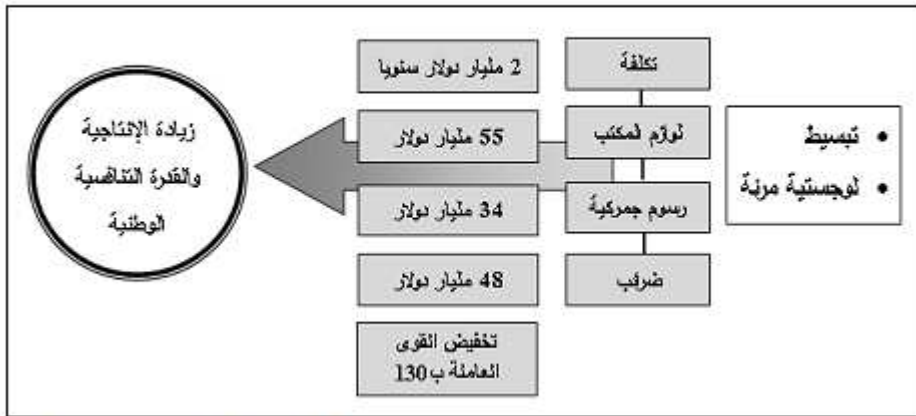 • تبسيط
• لوجستية مرنة
تكلفة
2 مليار دولار سنويا
لوازم المكتب
55 مليار دولار
رسوم جمركية
34 مليار دولار
ضرائب
48 مليار دولار
تخفيض القوى
العاملة ب 130
زيادة الإنتاجية
والقدرة التنافسية
الوطنية